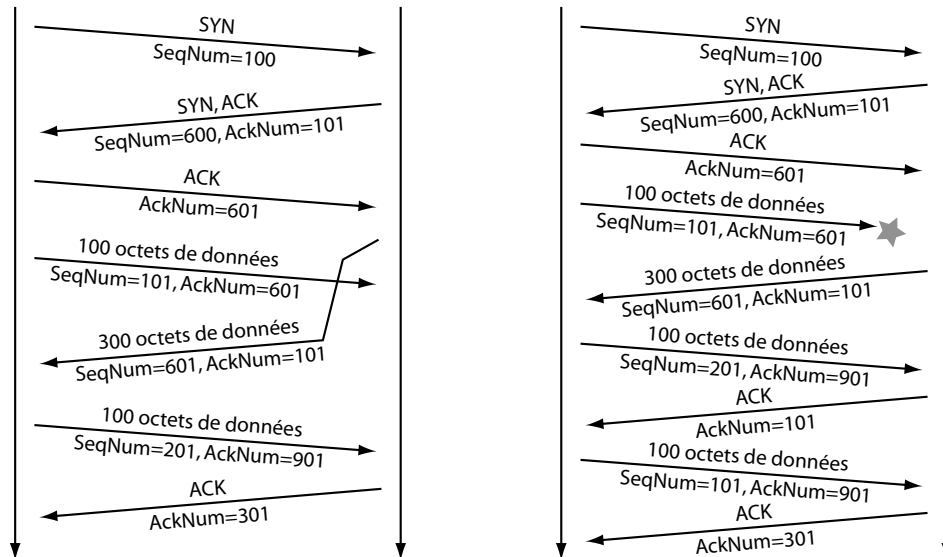 SYN
SeqNum=100
SYN, ACK
SeqNum=600, AckNum=101
ACK
AckNum=601
100 octets de données
SeqNum=101, AckNum=601
300 octets de données
SeqNum=601, AckNum=101
100 octets de données
SeqNum=201, AckNum=901
ACK
AckNum=301
SYN
SeqNum=100
SYN, ACK
SeqNum=600, AckNum=101
ACK
AckNum=601
100 octets de données
SeqNum=101, AckNum=601
300 octets de données
SeqNum=601, AckNum=101
100 octets de données
SeqNum=201, AckNum=901
ACK
AckNum=101
100 octets de données
SeqNum=101, AckNum=901
ACK
AckNum=301